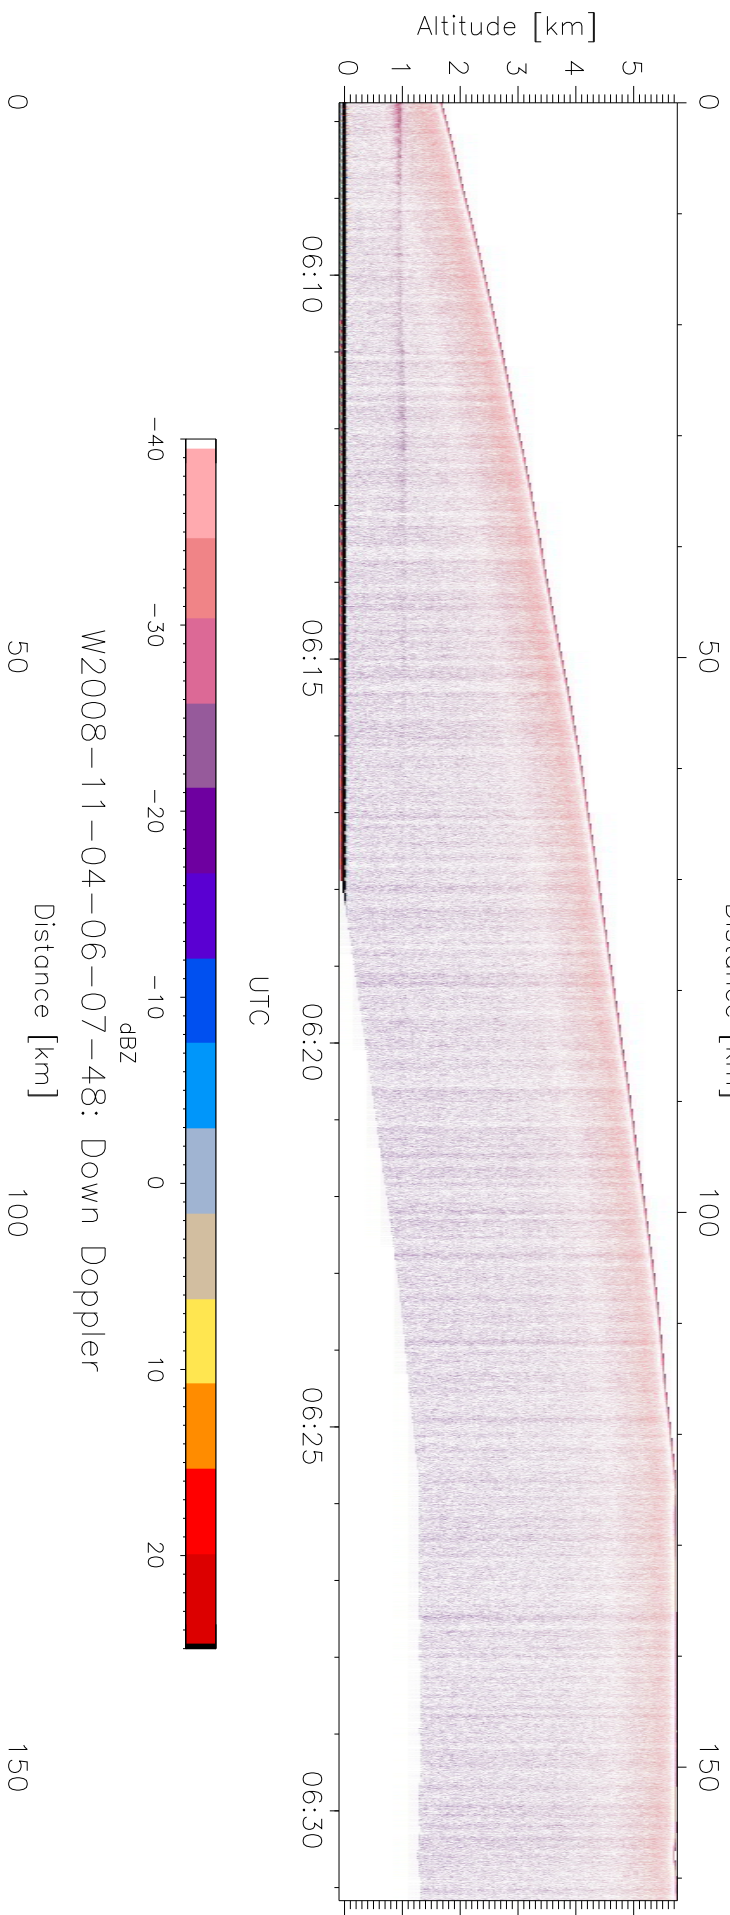 Distance [km]
0 50 100 150
Altitude [km]
0 1 2 3 4 5
06:10 06:15 06:20 06:25 06:30
UTC
-40 -30 -20 -10 0 10 20
dBZ
W2008-11-04-06-07-48: Down Doppler
Distance [km]
0 50 100 150